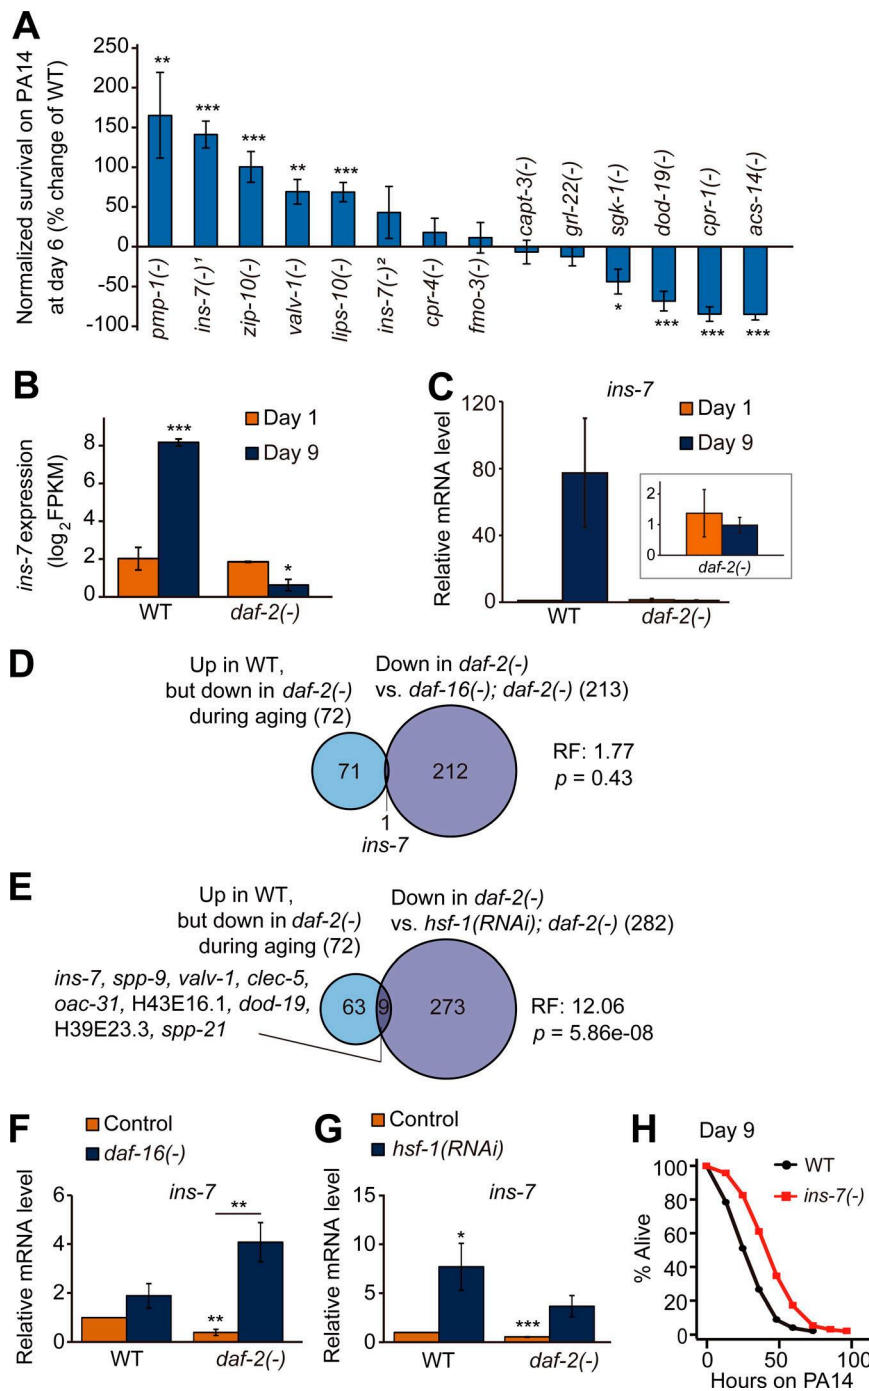 A
Normalized survival on PA14
at day 6 (% change of WT)
250
200
150
100
50
0
-50
-100
**
***
***
**
***
*
***
***
***
pmp-1(-)
ins-7(-)¹
zip-10(-)
valv-1(-)
lips-10(-)
ins-7(-)²
cpr-4(-)
fmo-3(-)
capt-3(-)
grl-22(-)
sgk-1(-)
dod-19(-)
cpr-1(-)
acs-14(-)
B
ins-7 expression
(log2FPKM)
8
6
4
2
0
***
*
Day 1
Day 9
WT
daf-2(-)
C
ins-7
Relative mRNA level
120
80
40
0
Day 1
Day 9
2
1
0
daf-2(-)
WT
daf-2(-)
D
Up in WT,
but down in daf-2(-)
during aging (72)
Down in daf-2(-)
vs. daf-16(-); daf-2(-) (213)
71
212
1
ins-7
RF: 1.77
p = 0.43
E
Up in WT,
but down in daf-2(-)
during aging (72)
Down in daf-2(-)
vs. hsf-1(RNAi); daf-2(-) (282)
ins-7, spp-9, valv-1, clec-5,
oac-31, H43E16.1, dod-19,
H39E23.3, spp-21
63
9
273
RF: 12.06
p = 5.86e-08
F
Control
daf-16(-)
ins-7
Relative mRNA level
6
4
2
0
**
**
WT
daf-2(-)
G
Control
hsf-1(RNAi)
ins-7
Relative mRNA level
15
10
5
0
*
***
WT
daf-2(-)
H
Day 9
WT
ins-7(-)
% Alive
100
80
60
40
20
0
0
50
100
Hours on PA14